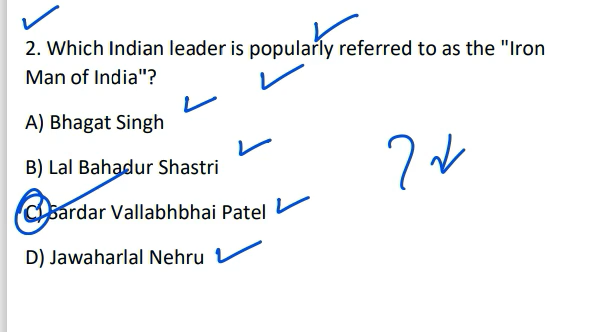 2. Which Indian leader is popularly referred to as the "Iron
Man of India"?
A) Bhagat Singh
B) Lal Bahadur Shastri
C) Sardar Vallabhbhai Patel
D) Jawaharlal Nehru
?